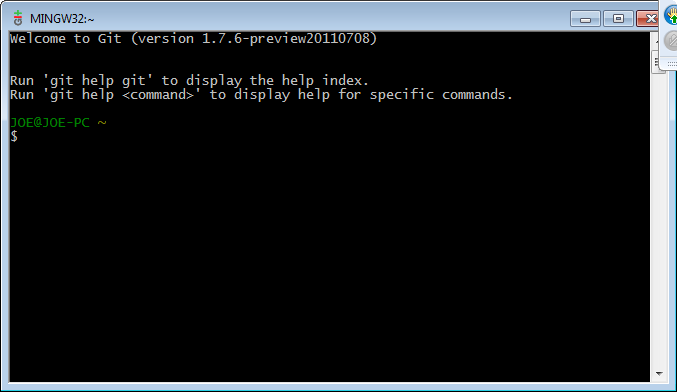 MINGW32:~
Welcome to Git (version 1.7.6-preview20110708)
Run 'git help git' to display the help index.
Run 'git help <command>' to display help for specific commands.
JOE@JOE-PC ~
$